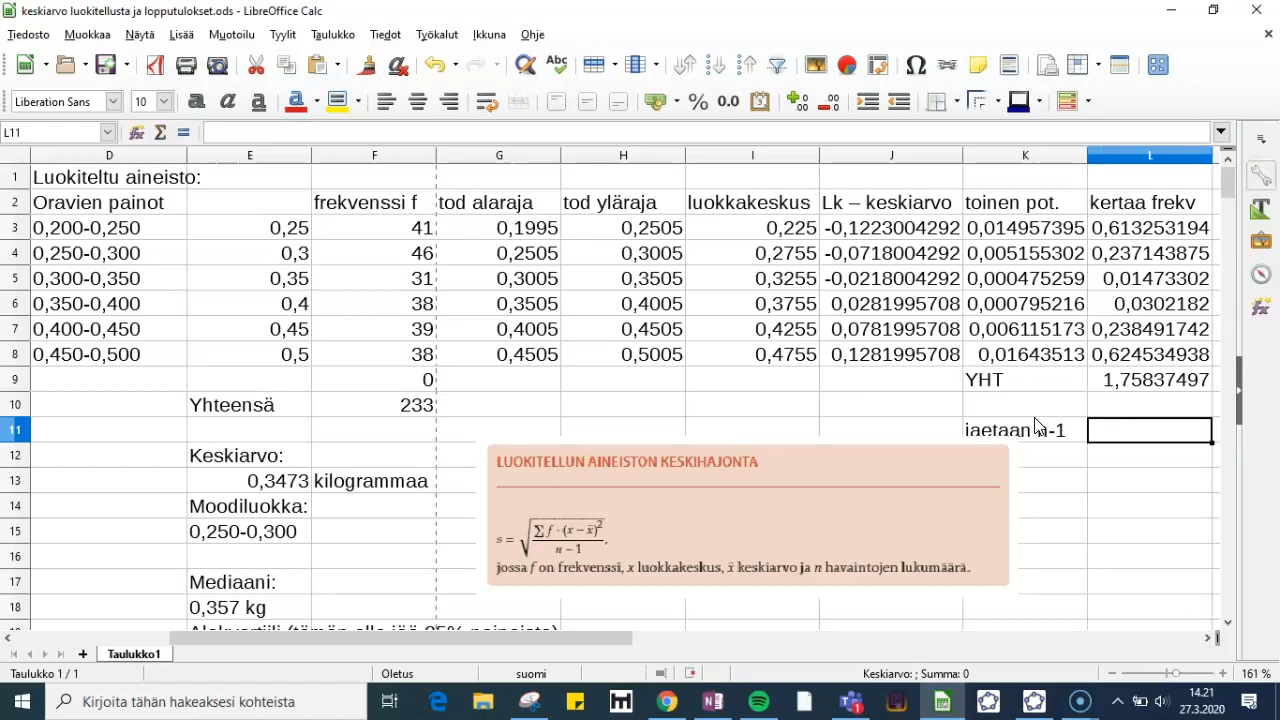 keskiarvo luokitellusta ja lopputulokset.ods - LibreOffice Calc
Tiedosto Muokkaa Näytä Lisää Muotoilu Tyylit Taulukko Tiedot Työkalut Ikkuna Ohje
Liberation Sans 10
L11
D E F G H I J K L
1 Luokiteltu aineisto:
2 Oravien painot frekvenssi f tod alaraja tod yläraja luokkakeskus Lk – keskiarvo toinen pot. kertaa frekv
3 0,200-0,250 0,25 41 0,1995 0,2505 0,225 -0,1223004292 0,014957395 0,613253194
4 0,250-0,300 0,3 46 0,2505 0,3005 0,2755 -0,0718004292 0,005155302 0,237143875
5 0,300-0,350 0,35 31 0,3005 0,3505 0,3255 -0,0218004292 0,000475259 0,01473302
6 0,350-0,400 0,4 38 0,3505 0,4005 0,3755 0,0281995708 0,000795216 0,0302182
7 0,400-0,450 0,45 39 0,4005 0,4505 0,4255 0,0781995708 0,006115173 0,238491742
8 0,450-0,500 0,5 38 0,4505 0,5005 0,4755 0,1281995708 0,01643513 0,624534938
9 0 YHT 1,75837497
10 Yhteensä 233
11 jaetaan n-1
12 Keskiarvo:
13 0,3473 kilogrammaa
14 Moodiluokka:
15 0,250-0,300
16
17 Mediaani:
18 0,357 kg
LUOKITELLUN AINEISTON KESKIHAJONTA
s = √(∑ f · (x – x̄)² / n – 1),
jossa f on frekvenssi, x luokkakeskus, x̄ keskiarvo ja n havaintojen lukumäärä.
Taulukko1
Taulukko 1 / 1 Oletus suomi Keskiarvo: ; Summa: 0 161 %
Kirjoita tähän hakeaksesi kohteita
14.21
27.3.2020